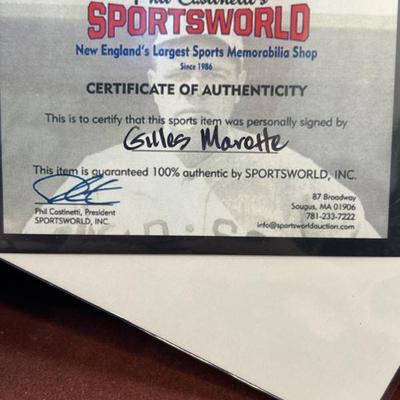 Phil Castinetti's
SPORTSWORLD
New England's Largest Sports Memorabilia Shop
Since 1986
CERTIFICATE OF AUTHENTICITY
This is to certify that this sports item was personally signed by
Gilles Marotte
This item is guaranteed 100% authentic by SPORTSWORLD, INC.
Phil Castinetti, President
SPORTSWORLD, INC.
87 Broadway
Saugus, MA 01906
781-233-7222
info@sportsworldauction.com